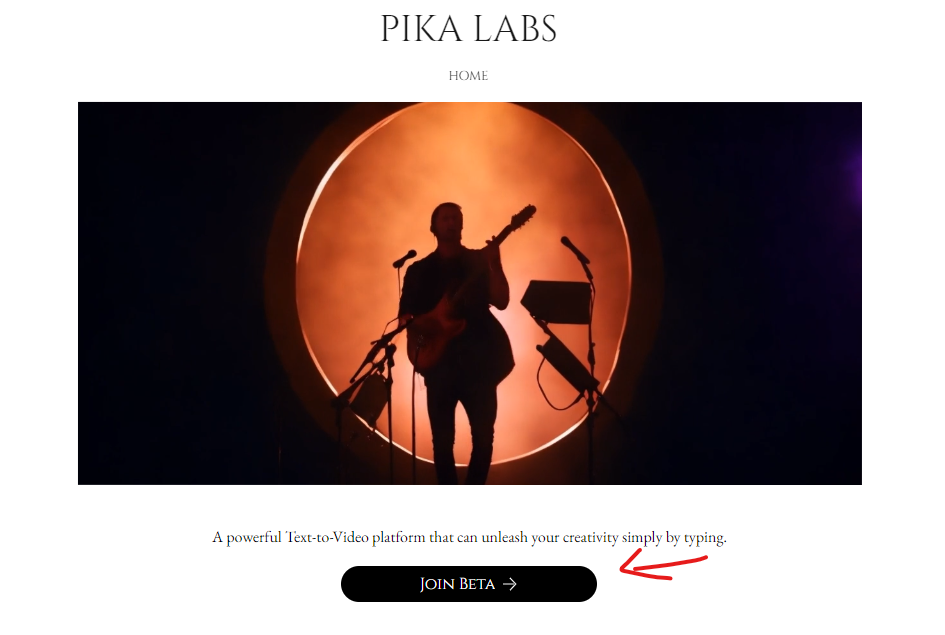 PIKA LABS
HOME
A powerful Text-to-Video platform that can unleash your creativity simply by typing.
Join Beta →